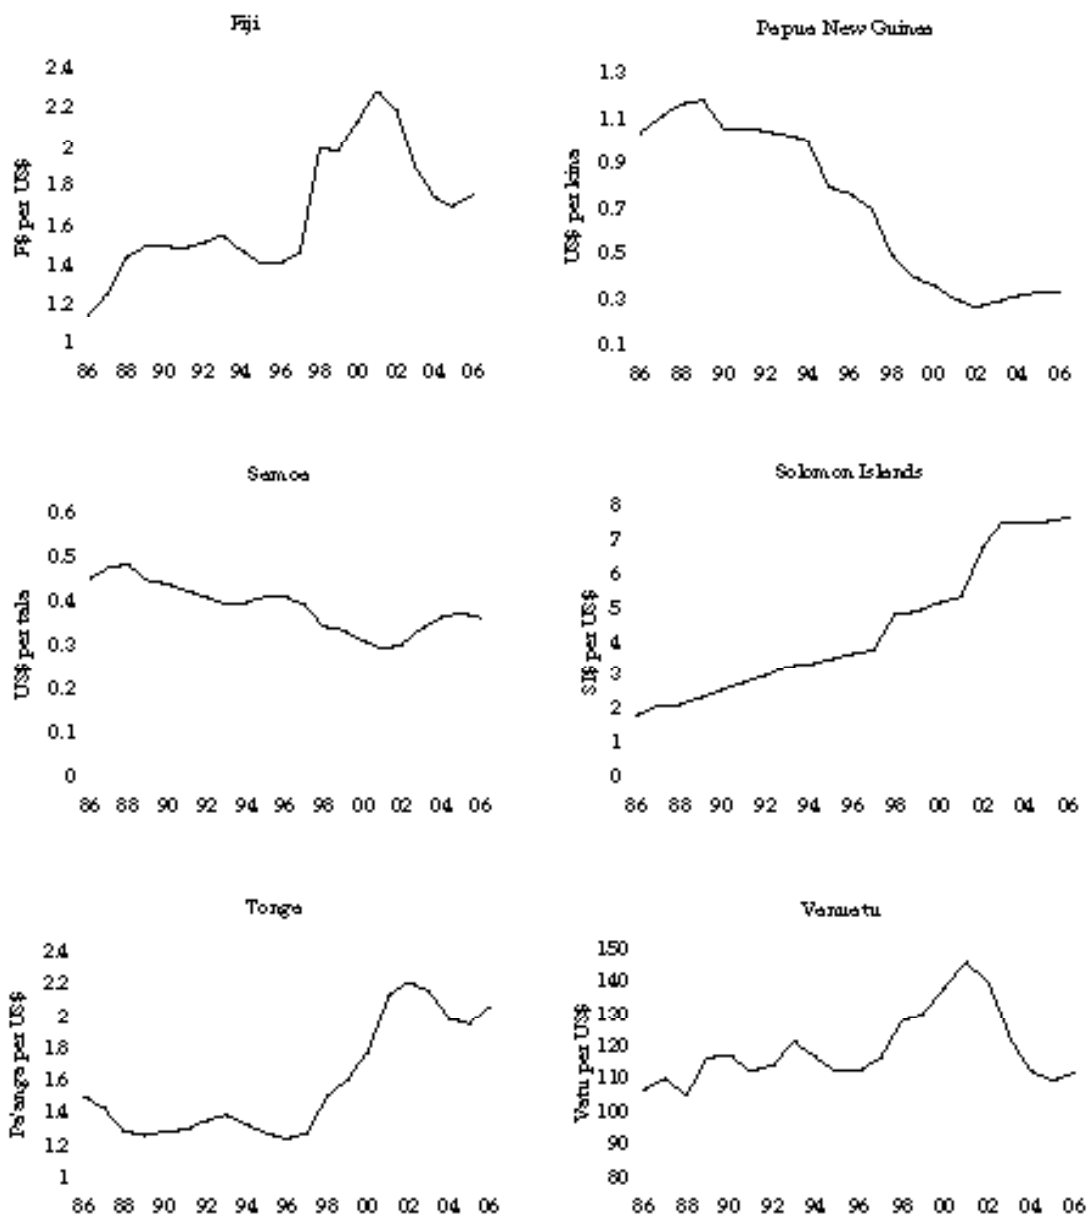 Fiji
F$ per US$
2.4
2.2
2
1.8
1.6
1.4
1.2
1
86 88 90 92 94 96 98 00 02 04 06
Papua New Guinea
US$ per kina
1.3
1.1
0.9
0.7
0.5
0.3
0.1
86 88 90 92 94 96 98 00 02 04 06
Samoa
US$ per tala
0.6
0.5
0.4
0.3
0.2
0.1
0
86 88 90 92 94 96 98 00 02 04 06
Solomon Islands
SI$ per US$
8
7
6
5
4
3
2
1
0
86 88 90 92 94 96 98 00 02 04 06
Tonga
Pa'anga per US$
2.4
2.2
2
1.8
1.6
1.4
1.2
1
86 88 90 92 94 96 98 00 02 04 06
Vanuatu
Vatu per US$
150
140
130
120
110
100
90
80
86 88 90 92 94 96 98 00 02 04 06